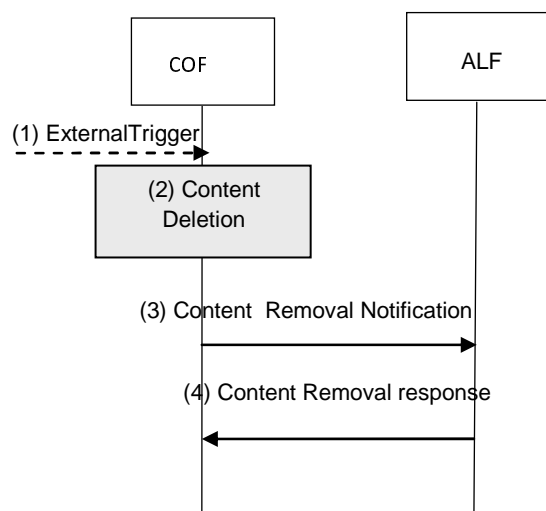 COF
ALF
(1) ExternalTrigger
(2) Content
Deletion
(3) Content Removal Notification
(4) Content Removal response